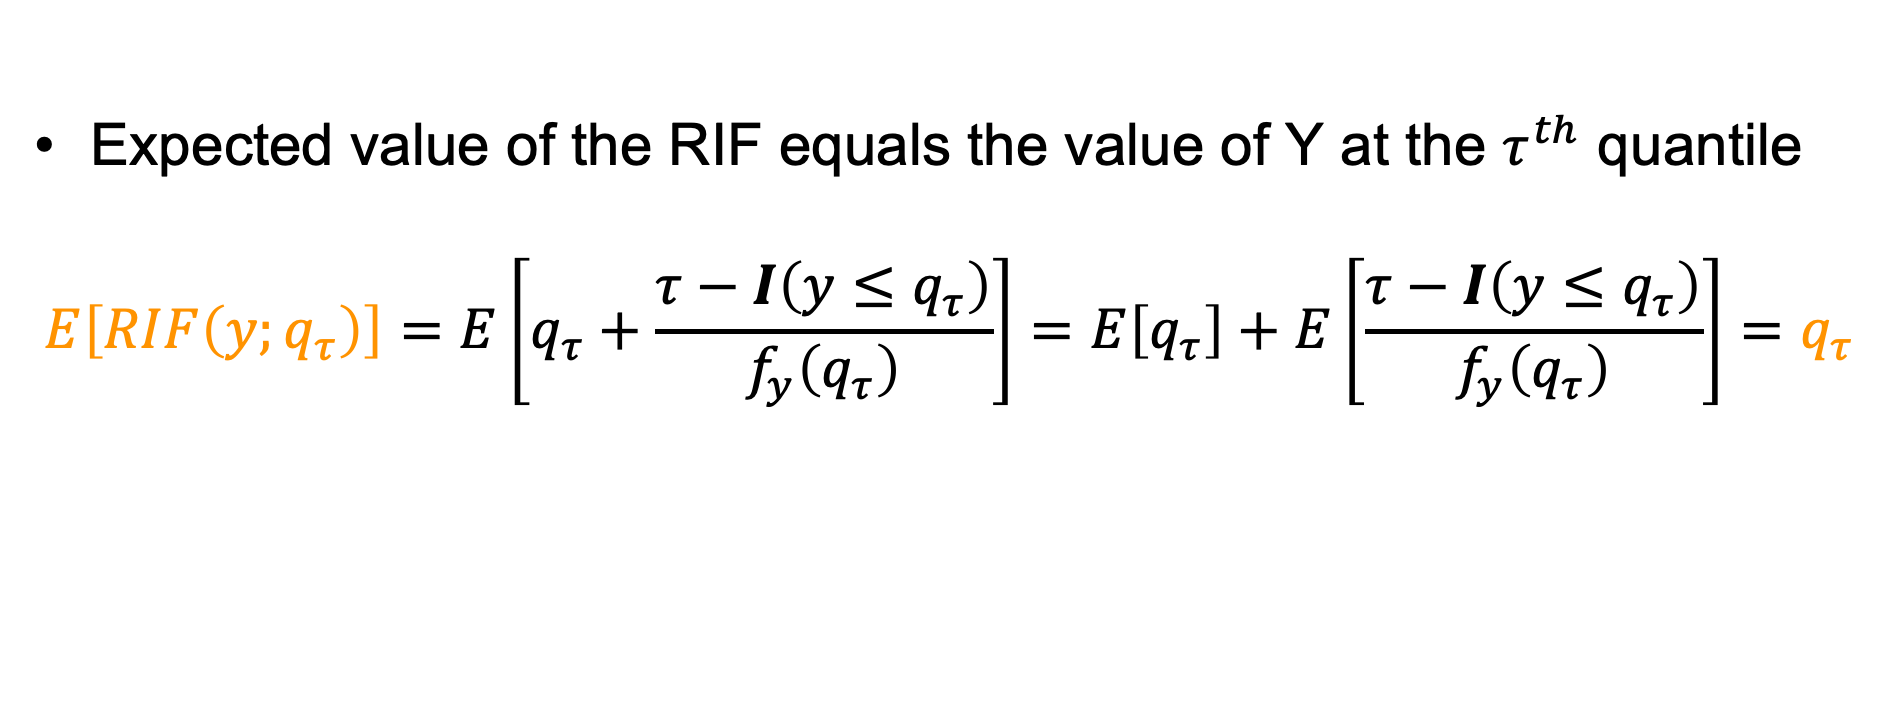 • Expected value of the RIF equals the value of Y at the τ^th quantile
E[RIF(y; q_τ)] = E[q_τ + (τ − I(y ≤ q_τ))/(f_y(q_τ))] = E[q_τ] + E[(τ − I(y ≤ q_τ))/(f_y(q_τ))] = q_τ